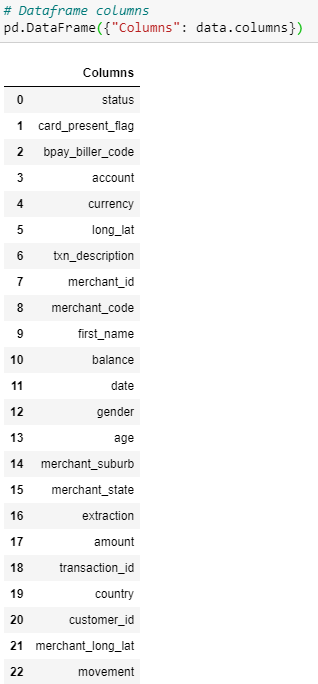 # Dataframe columns
pd.DataFrame({"Columns": data.columns})
Columns
0 status
1 card_present_flag
2 bpay_biller_code
3 account
4 currency
5 long_lat
6 txn_description
7 merchant_id
8 merchant_code
9 first_name
10 balance
11 date
12 gender
13 age
14 merchant_suburb
15 merchant_state
16 extraction
17 amount
18 transaction_id
19 country
20 customer_id
21 merchant_long_lat
22 movement